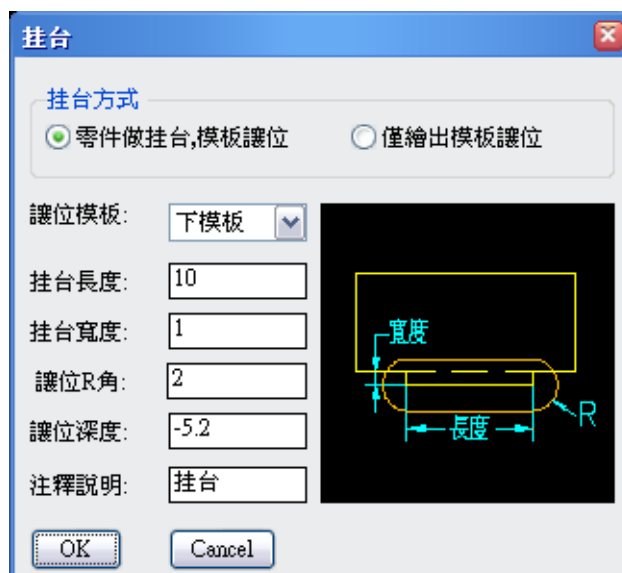 挂台
挂台方式
零件做挂台,模板讓位
僅繪出模板讓位
讓位模板:
下模板
挂台長度:
10
挂台寬度:
1
讓位R角:
2
讓位深度:
-5.2
注釋說明:
挂台
寬度
長度
R
OK
Cancel